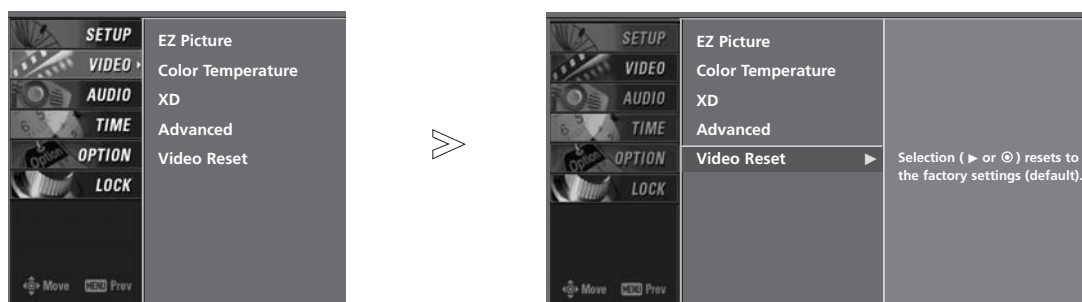 SETUP
VIDEO
AUDIO
TIME
OPTION
LOCK
EZ Picture
Color Temperature
XD
Advanced
Video Reset
Move MENU Prev
SETUP
VIDEO
AUDIO
TIME
OPTION
LOCK
EZ Picture
Color Temperature
XD
Advanced
Video Reset ▶
Selection ( ▶ or ⊙ ) resets to
the factory settings (default).
Move MENU Prev